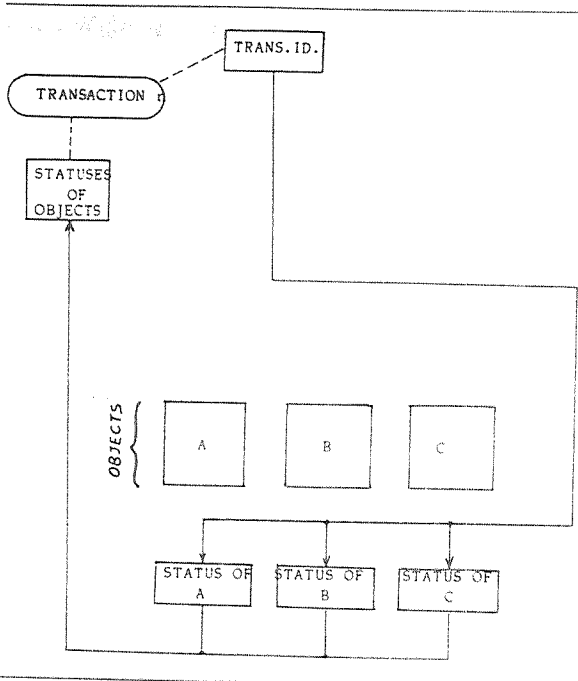 TRANS.ID.
TRANSACTION n
STATUSES
OF
OBJECTS
OBJECTS
A
B
C
STATUS OF
A
STATUS OF
B
STATUS OF
C